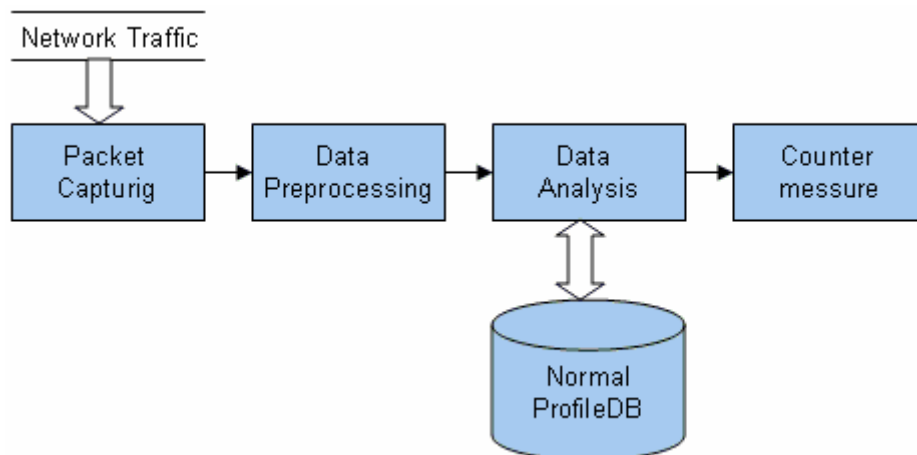 Network Traffic
Packet
Capturig
Data
Preprocessing
Data
Analysis
Counter
messure
Normal
ProfileDB